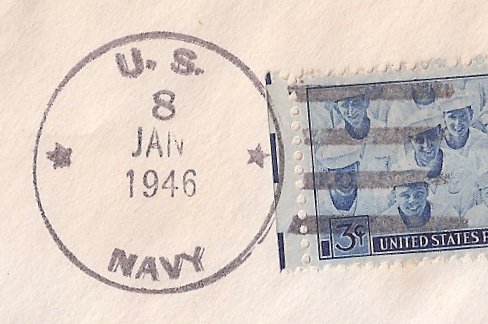 U. S.
8
JAN
1946
NAVY
3¢ UNITED STATES